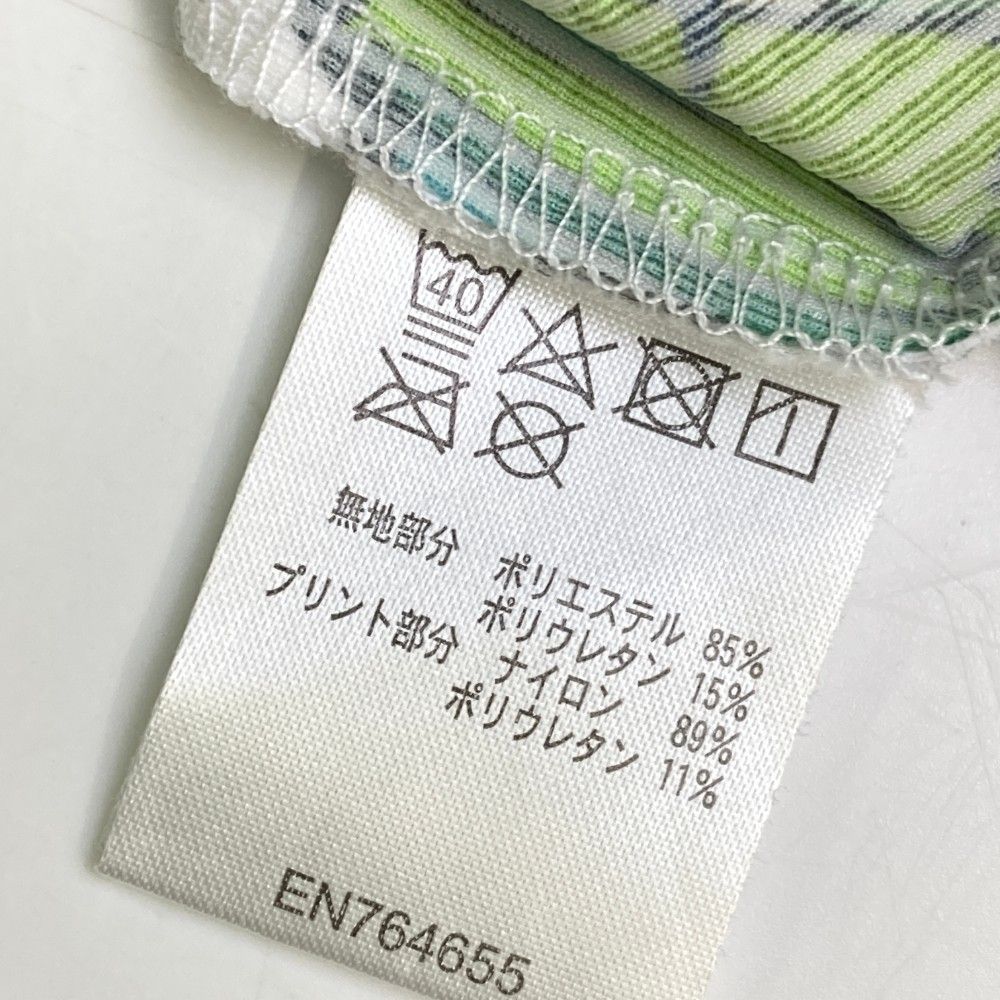 40
無地部分 ポリエステル 85%
ポリウレタン 15%
プリント部分 ナイロン 89%
ポリウレタン 11%
EN764655